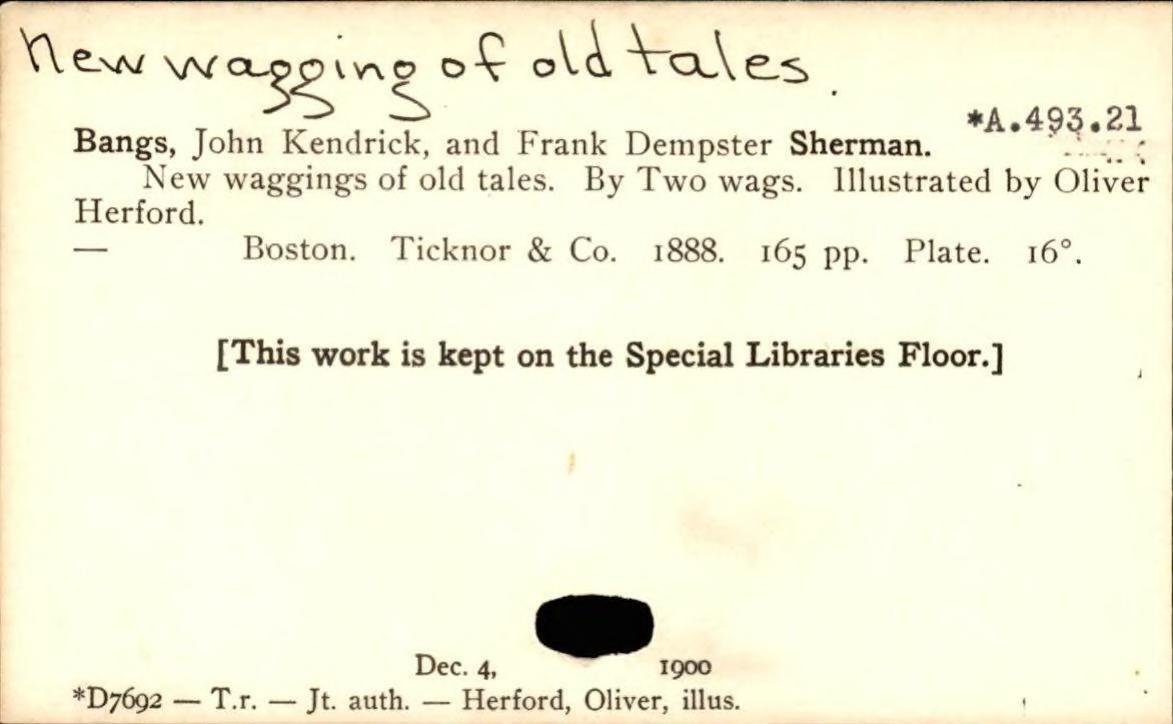 New wagging of old tales.
*A.493.21
Bangs, John Kendrick, and Frank Dempster Sherman.
New waggings of old tales. By Two wags. Illustrated by Oliver
Herford.
— Boston. Ticknor & Co. 1888. 165 pp. Plate. 16°.
[This work is kept on the Special Libraries Floor.]
Dec. 4, 1900
*D7692 — T.r. — Jt. auth. — Herford, Oliver, illus.